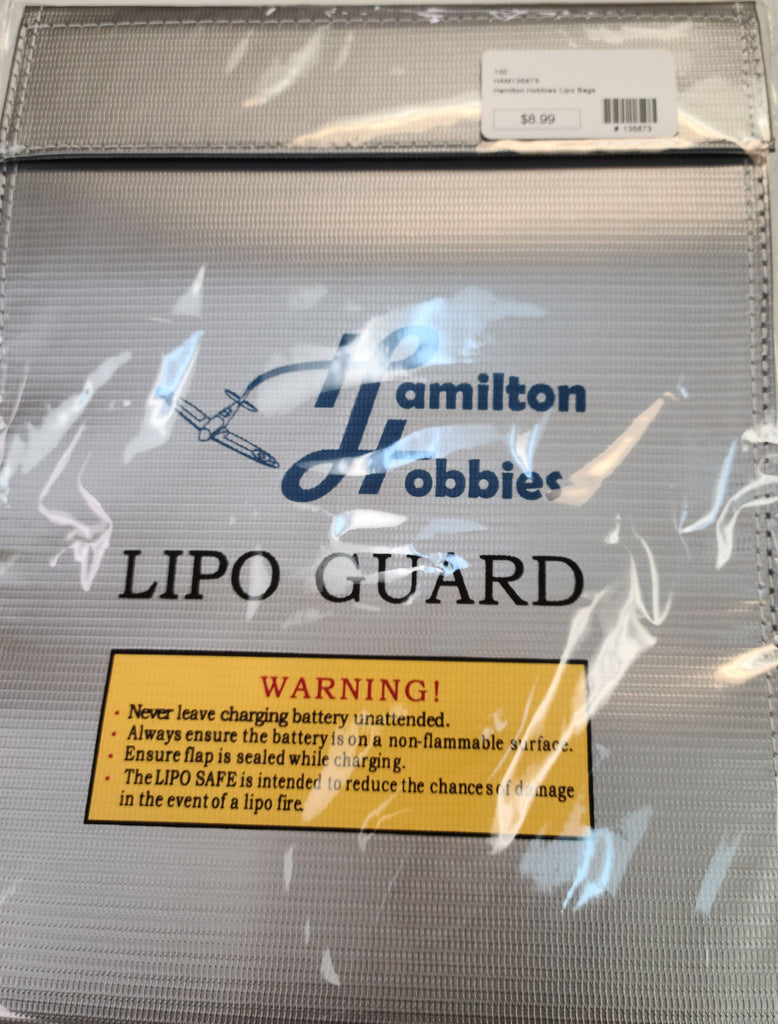 100
HAM135673
Hamilton Hobbies Lipo Bags
$8.99
# 135673
Hamilton
Hobbies
LIPO GUARD
WARNING!
• Never leave charging battery unattended.
• Always ensure the battery is on a non-flammable surface.
• Ensure flap is sealed while charging.
• The LIPO SAFE is intended to reduce the chances of damage
in the event of a lipo fire.